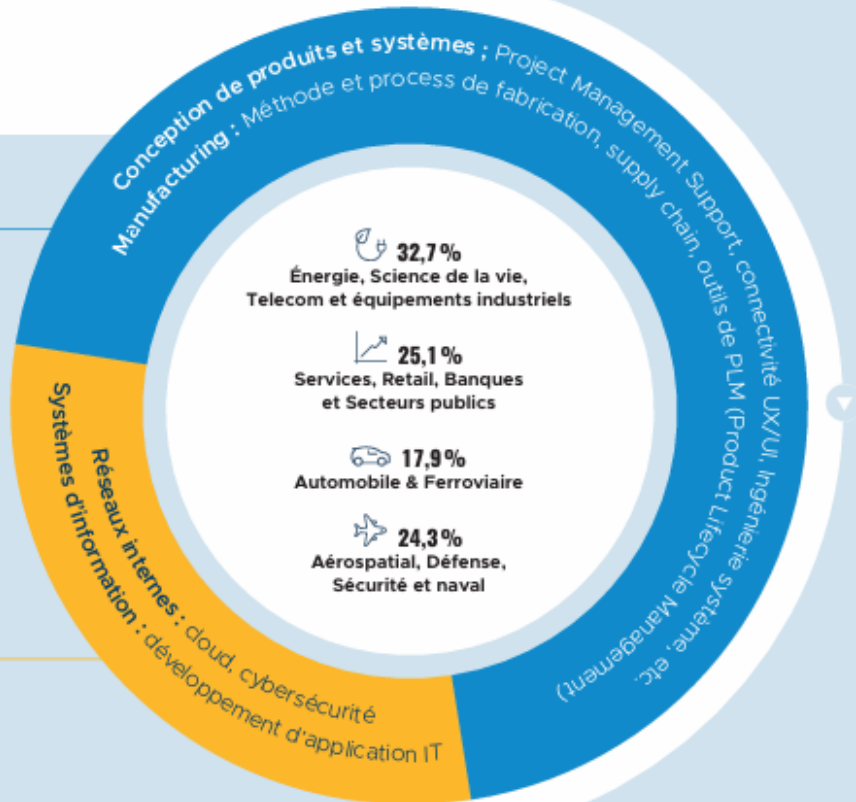 Conception de produits et systèmes ; Project Management Support, connectivité UX/UI, Ingénierie système, etc.
Manufacturing : Méthode et process de fabrication, supply chain, outils de PLM (Product Lifecycle Management)
32,7%
Énergie, Science de la vie,
Telecom et équipements industriels
25,1%
Services, Retail, Banques
et Secteurs publics
17,9%
Automobile & Ferroviaire
24,3%
Aérospatial, Défense,
Sécurité et naval
Réseaux internes : cloud, cybersécurité
Systèmes d'information : développement d'application IT